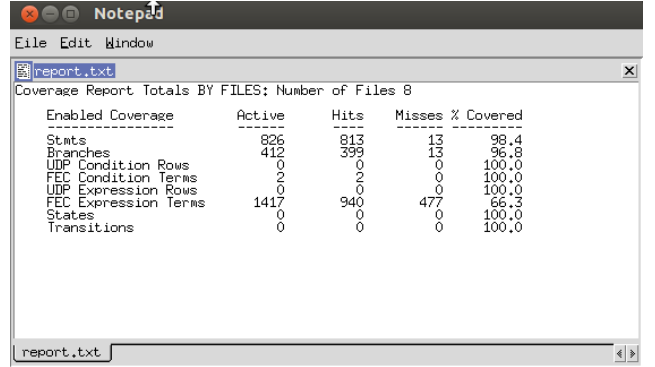 Notepad
File Edit Window
report.txt
Coverage Report Totals BY FILES: Number of Files 8
Enabled Coverage Active Hits Misses % Covered
---------------- ------ ---- ------ ---------
Stmts 826 813 13 98.4
Branches 412 399 13 96.8
UDP Condition Rows 0 0 0 100.0
FEC Condition Terms 2 2 0 100.0
UDP Expression Rows 0 0 0 100.0
FEC Expression Terms 1417 940 477 66.3
States 0 0 0 100.0
Transitions 0 0 0 100.0
report.txt